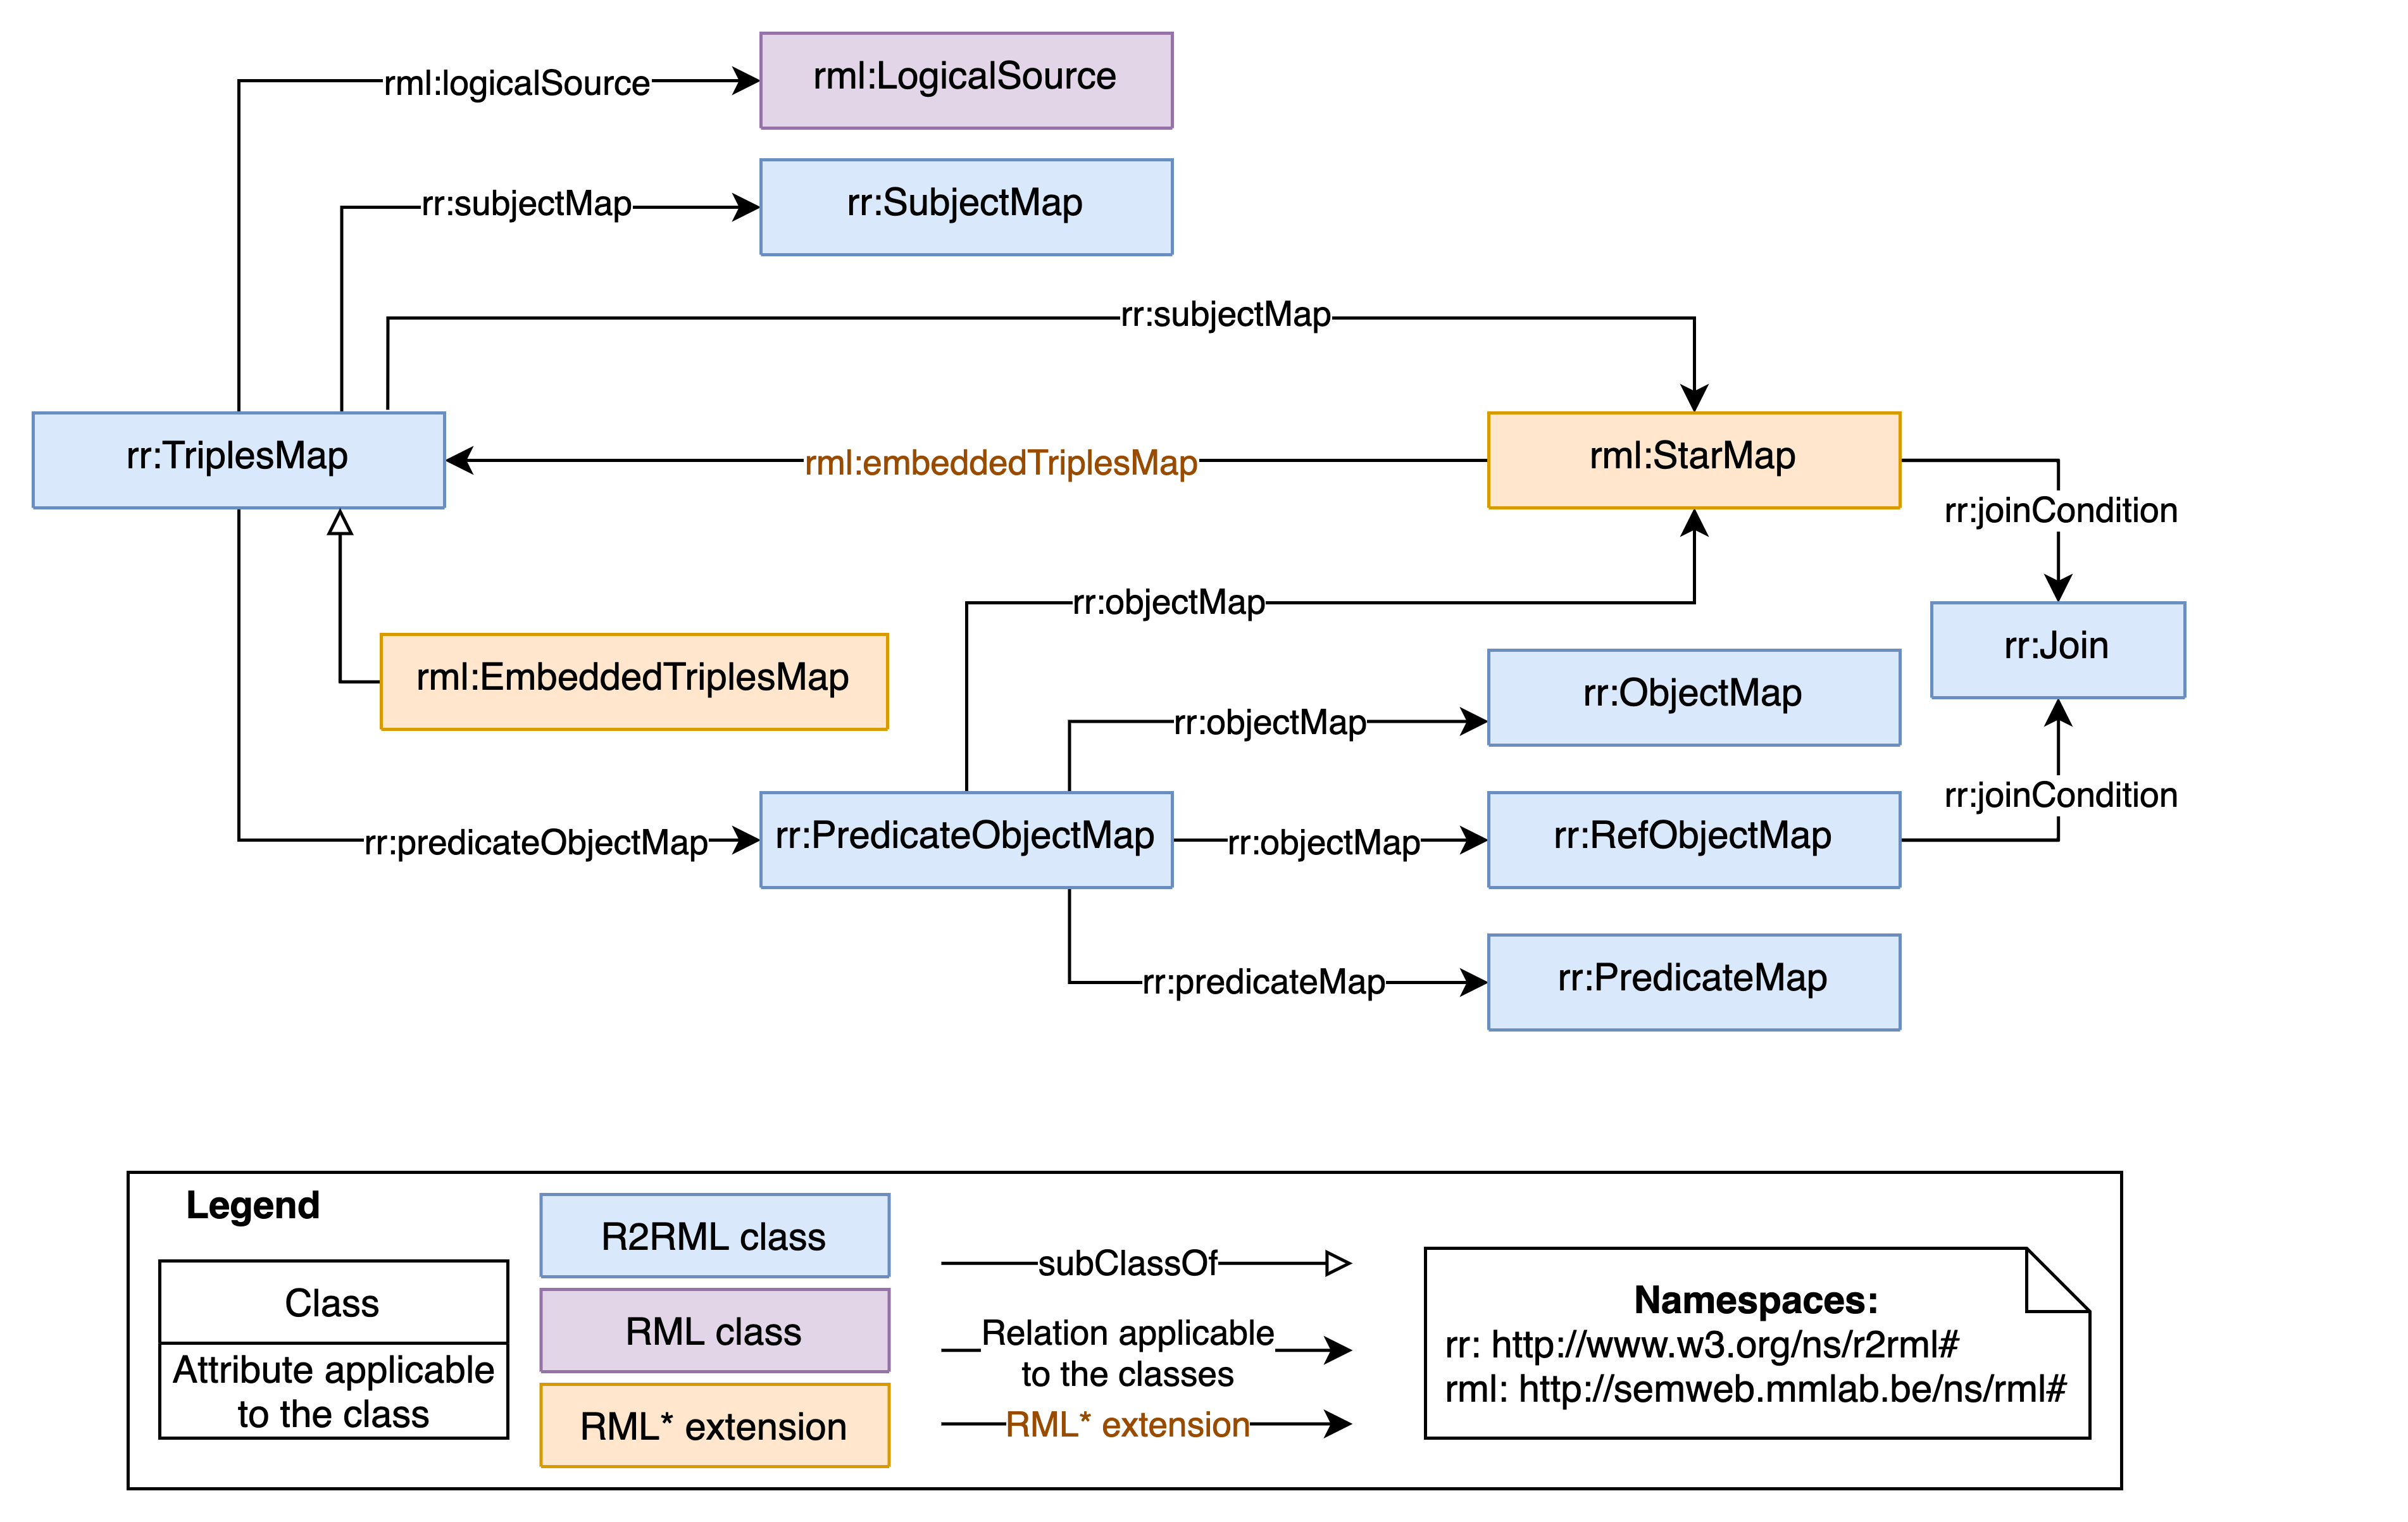 rml:logicalSource
rml:LogicalSource
rr:subjectMap
rr:SubjectMap
rr:subjectMap
rr:TriplesMap
rml:embeddedTriplesMap
rml:StarMap
rr:joinCondition
rr:objectMap
rr:Join
rml:EmbeddedTriplesMap
rr:objectMap
rr:ObjectMap
rr:joinCondition
rr:predicateObjectMap
rr:PredicateObjectMap
rr:objectMap
rr:RefObjectMap
rr:predicateMap
rr:PredicateMap
Legend
Class
Attribute applicable
to the class
R2RML class
RML class
RML* extension
subClassOf
Relation applicable
to the classes
RML* extension
Namespaces:
rr: http://www.w3.org/ns/r2rml#
rml: http://semweb.mmlab.be/ns/rml#